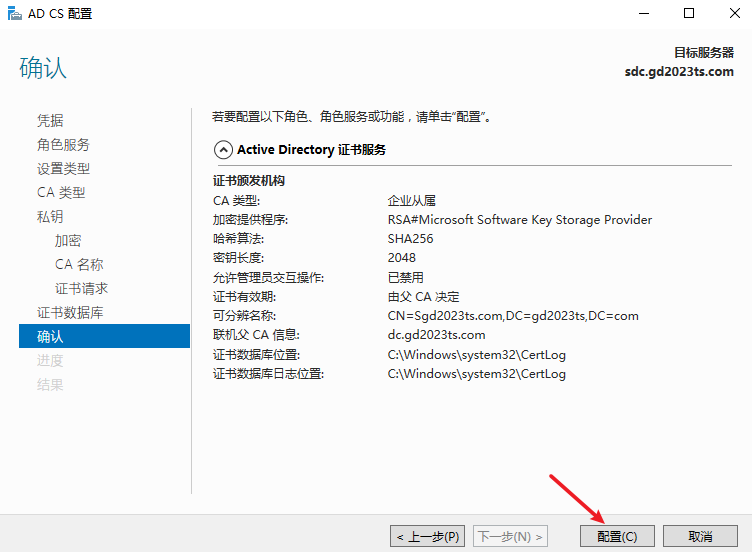 AD CS 配置
确认
目标服务器
sdc.gd2023ts.com
凭据
角色服务
设置类型
CA 类型
私钥
加密
CA 名称
证书请求
证书数据库
确认
进度
结果
若要配置以下角色、角色服务或功能，请单击"配置"。
Active Directory 证书服务
证书颁发机构
CA 类型: 企业从属
加密提供程序: RSA#Microsoft Software Key Storage Provider
哈希算法: SHA256
密钥长度: 2048
允许管理员交互操作: 已禁用
证书有效期: 由父 CA 决定
可分辨名称: CN=Sgd2023ts.com,DC=gd2023ts,DC=com
联机父 CA 信息: dc.gd2023ts.com
证书数据库位置: C:\Windows\system32\CertLog
证书数据库日志位置: C:\Windows\system32\CertLog
< 上一步(P) 下一步(N) > 配置(C) 取消